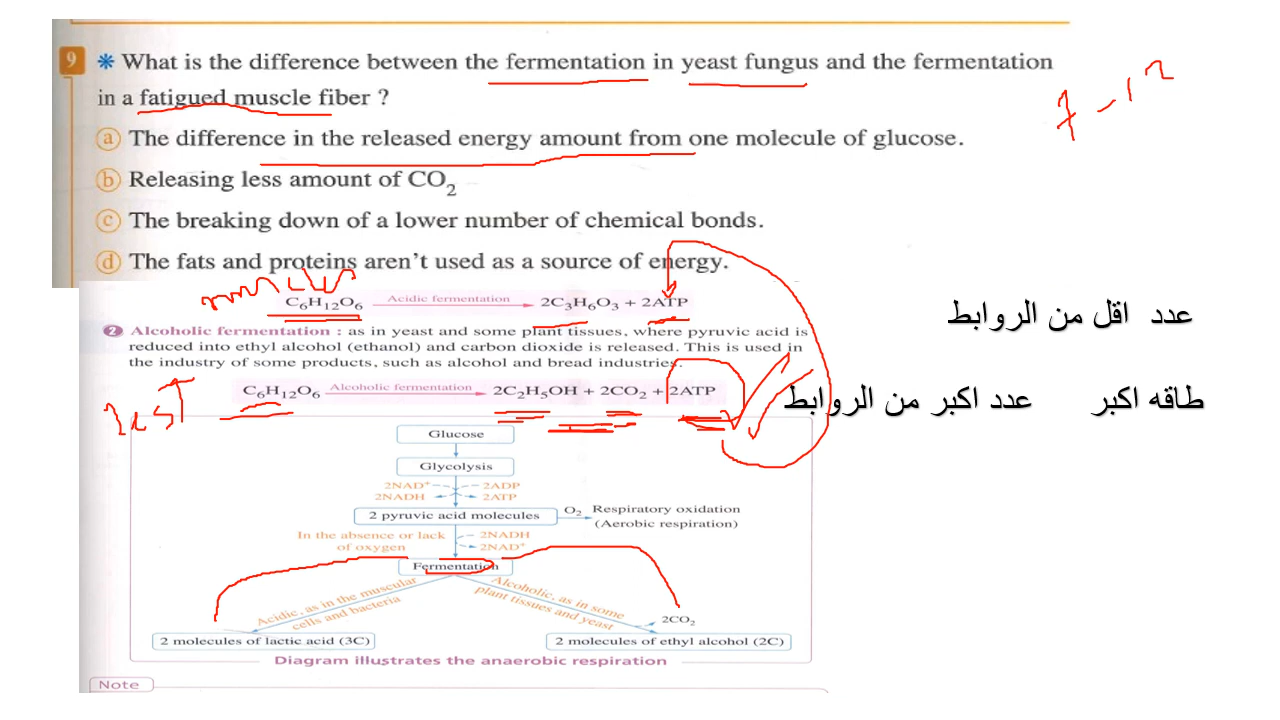 9 * What is the difference between the fermentation in yeast fungus and the fermentation
in a fatigued muscle fiber ?
a The difference in the released energy amount from one molecule of glucose.
b Releasing less amount of CO₂
c The breaking down of a lower number of chemical bonds.
d The fats and proteins aren't used as a source of energy.
7 - 12
C₆H₁₂O₆ Acidic fermentation 2C₃H₆O₃ + 2ATP
2 Alcoholic fermentation : as in yeast and some plant tissues, where pyruvic acid is
reduced into ethyl alcohol (ethanol) and carbon dioxide is released. This is used in
the industry of some products, such as alcohol and bread industries.
C₆H₁₂O₆ Alcoholic fermentation 2C₂H₅OH + 2CO₂ + 2ATP
عدد اقل من الروابط
طاقه اكبر عدد اكبر من الروابط
Glucose
Glycolysis
2NAD⁺ 2ADP
2NADH 2ATP
2 pyruvic acid molecules O₂ Respiratory oxidation
(Aerobic respiration)
In the absence or lack 2NADH
of oxygen 2NAD⁺
Fermentation
Acidic, as in the muscular
cells and bacteria
Alcoholic, as in some
plant tissues and yeast
2CO₂
2 molecules of lactic acid (3C) 2 molecules of ethyl alcohol (2C)
Diagram illustrates the anaerobic respiration
Note